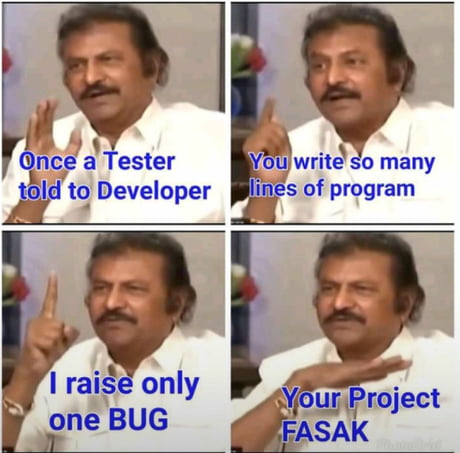 Once a Tester
told to Developer
You write so many
lines of program
I raise only
one BUG
Your Project
FASAK